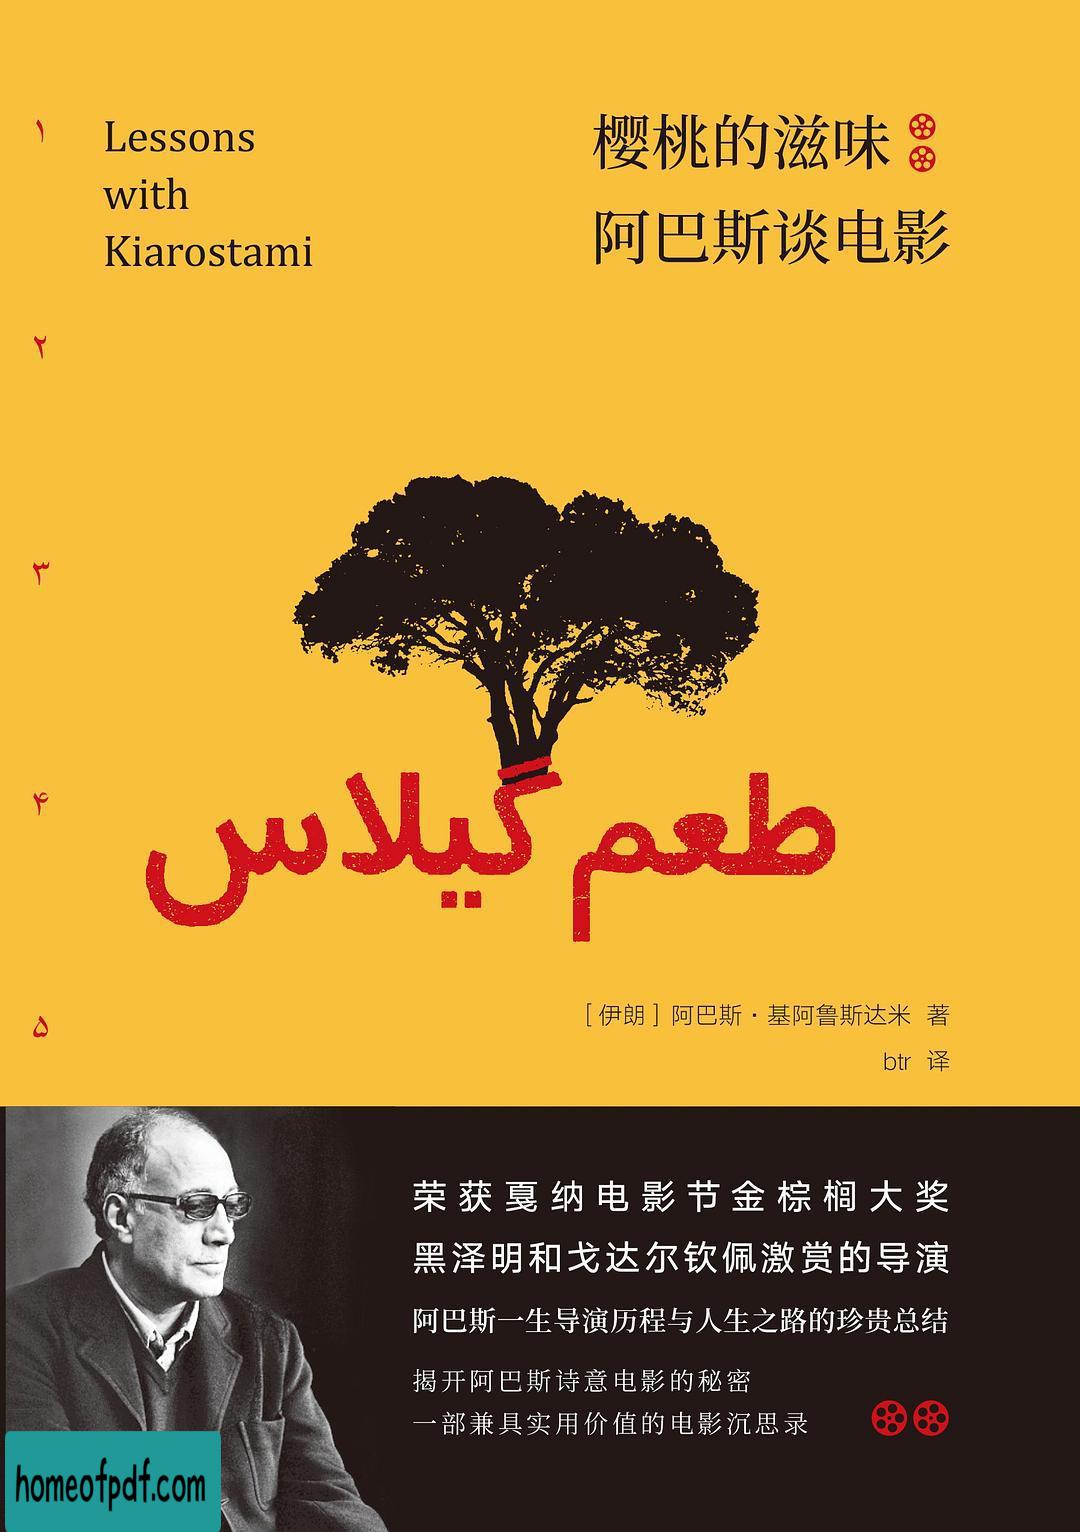 Lessons
with
Kiarostami
樱桃的滋味
阿巴斯谈电影
۱
۲
۳
۴
۵
طعم گیلاس
［伊朗］阿巴斯·基阿鲁斯达米 著
btr 译
荣获戛纳电影节金棕榈大奖
黑泽明和戈达尔钦佩激赏的导演
阿巴斯一生导演历程与人生之路的珍贵总结
揭开阿巴斯诗意电影的秘密
一部兼具实用价值的电影沉思录
homeofpdf.com